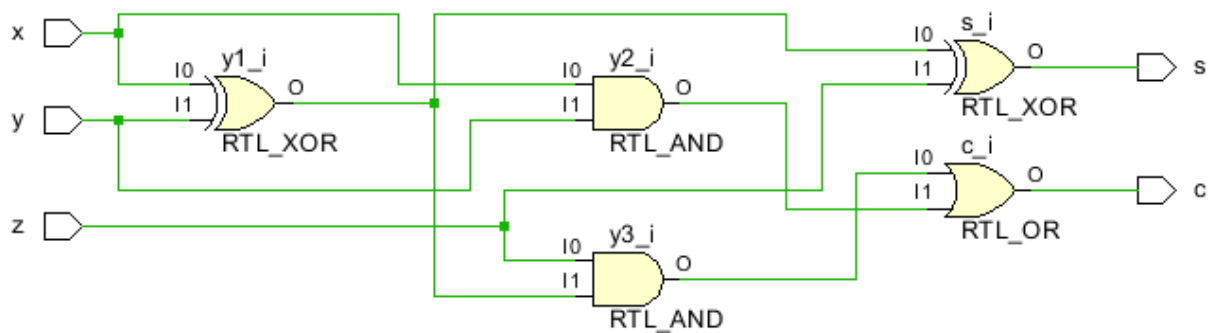 x
y
z
y1_i
I0
I1
O
RTL_XOR
y2_i
I0
I1
O
RTL_AND
y3_i
I0
I1
O
RTL_AND
s_i
I0
I1
O
RTL_XOR
s
c_i
I0
I1
O
RTL_OR
c